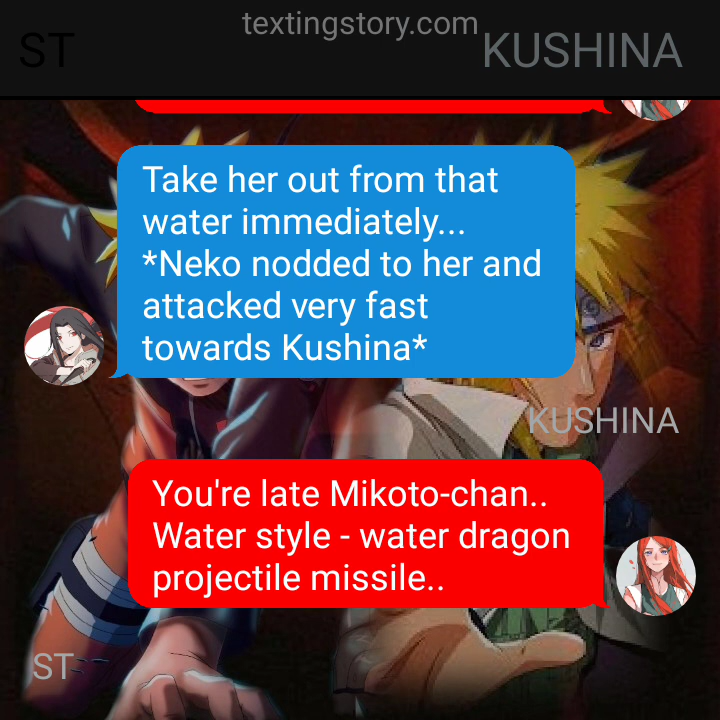 textingstory.com
ST
KUSHINA
Take her out from that
water immediately...
*Neko nodded to her and
attacked very fast
towards Kushina*
KUSHINA
You're late Mikoto-chan..
Water style - water dragon
projectile missile..
ST